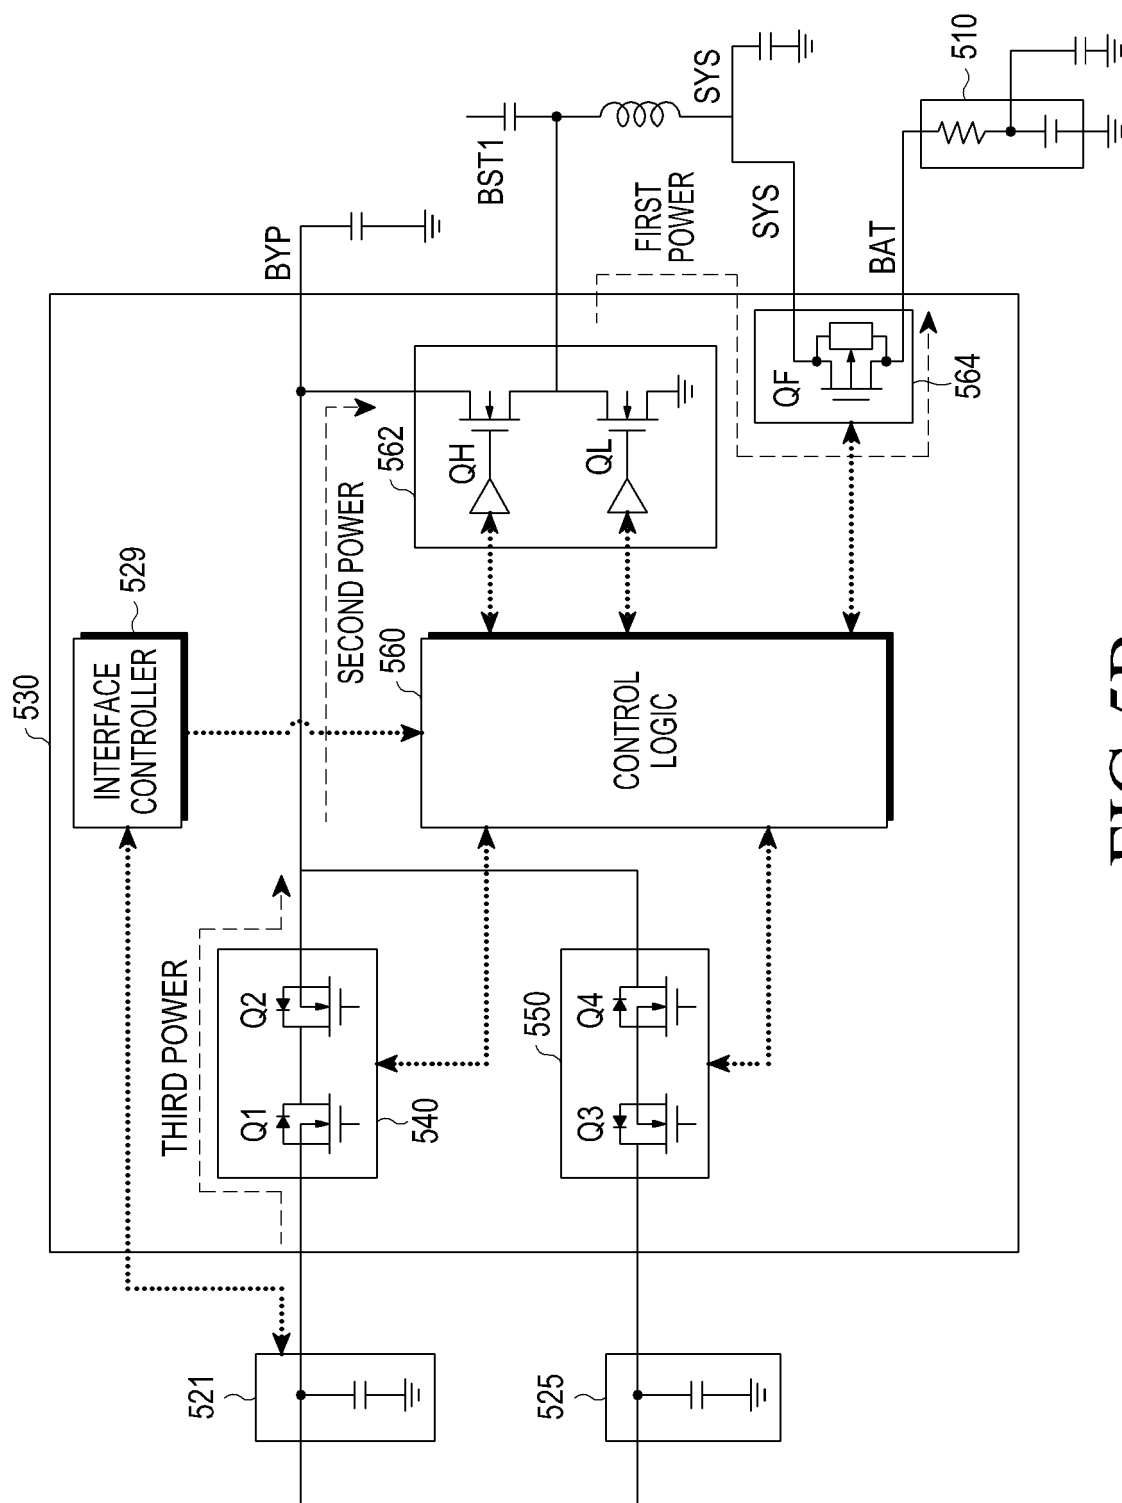 530
INTERFACE
CONTROLLER
529
THIRD POWER
521
Q1
Q2
BYP
SECOND POWER
560
562
540
QH
BST1
525
550
Q3
Q4
QL
CONTROL
LOGIC
FIRST
POWER
SYS
SYS
QF
BAT
564
510
FIG.